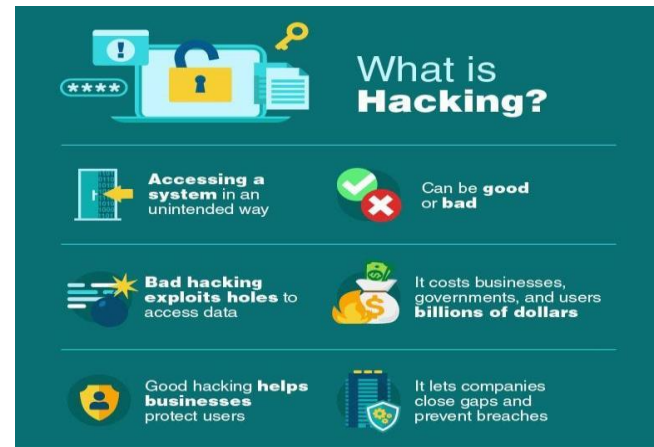 ****
What is
Hacking?
Accessing a
system in an
unintended way
Can be good
or bad
Bad hacking
exploits holes to
access data
It costs businesses,
governments, and users
billions of dollars
Good hacking helps
businesses
protect users
It lets companies
close gaps and
prevent breaches